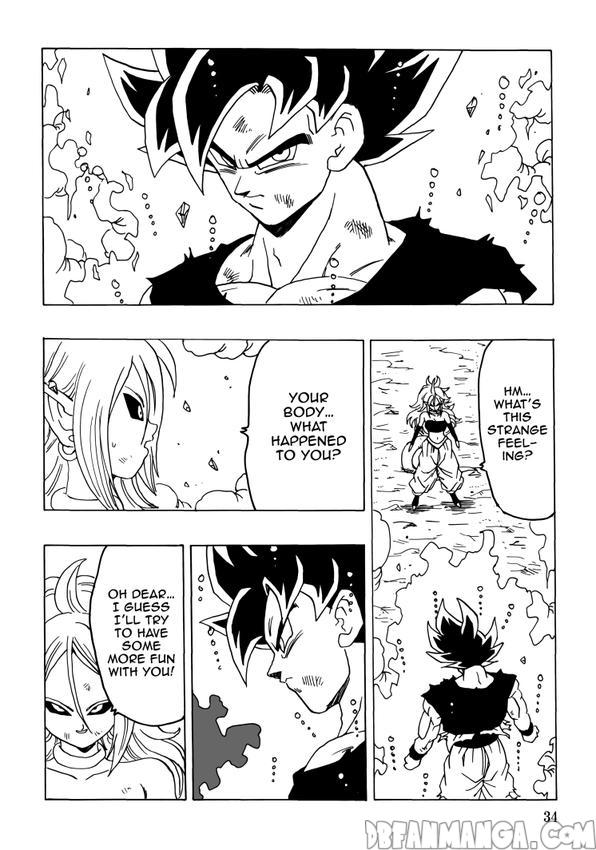 HM...
WHAT'S
THIS
STRANGE
FEEL-
ING?
YOUR
BODY...
WHAT
HAPPENED
TO YOU?
OH DEAR...
I GUESS
I'LL TRY
TO HAVE
SOME
MORE FUN
WITH YOU!
34
DBFANMANGA.COM